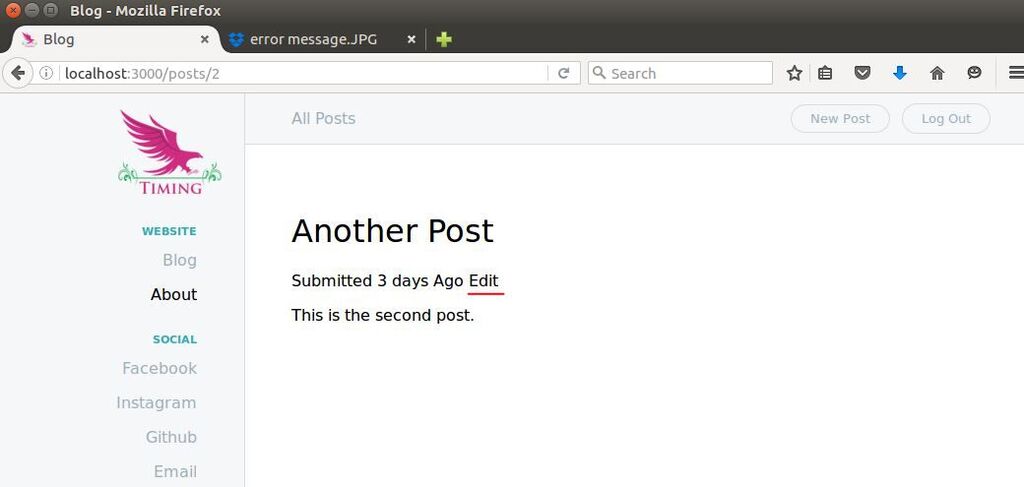 Blog - Mozilla Firefox
Blog
error message.JPG
localhost:3000/posts/2
Search
TIMING
WEBSITE
Blog
About
SOCIAL
Facebook
Instagram
Github
Email
All Posts
New Post
Log Out
Another Post
Submitted 3 days Ago Edit
This is the second post.